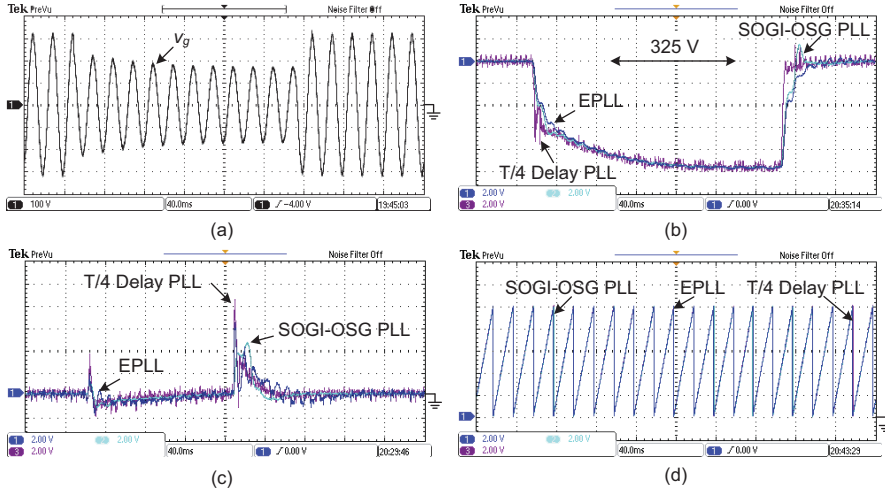 Tek PreVu Noise Filter Off
vg
1
1 100 V 40.0ms 1 -4.00 V 19:45:03
(a)
Tek PreVu Noise Filter Off
SOGI-OSG PLL
325 V
1
EPLL
T/4 Delay PLL
1 2.00 V 2.00 V
3 2.00 V 40.0ms 1 0.00 V 20:35:14
(b)
Tek PreVu Noise Filter Off
T/4 Delay PLL
SOGI-OSG PLL
EPLL
1
1 2.00 V 2.00 V
3 2.00 V 40.0ms 1 0.00 V 20:29:46
(c)
Tek PreVu Noise Filter Off
SOGI-OSG PLL EPLL T/4 Delay PLL
1
1 2.00 V 2.00 V
3 2.00 V 40.0ms 1 0.00 V 20:43:29
(d)